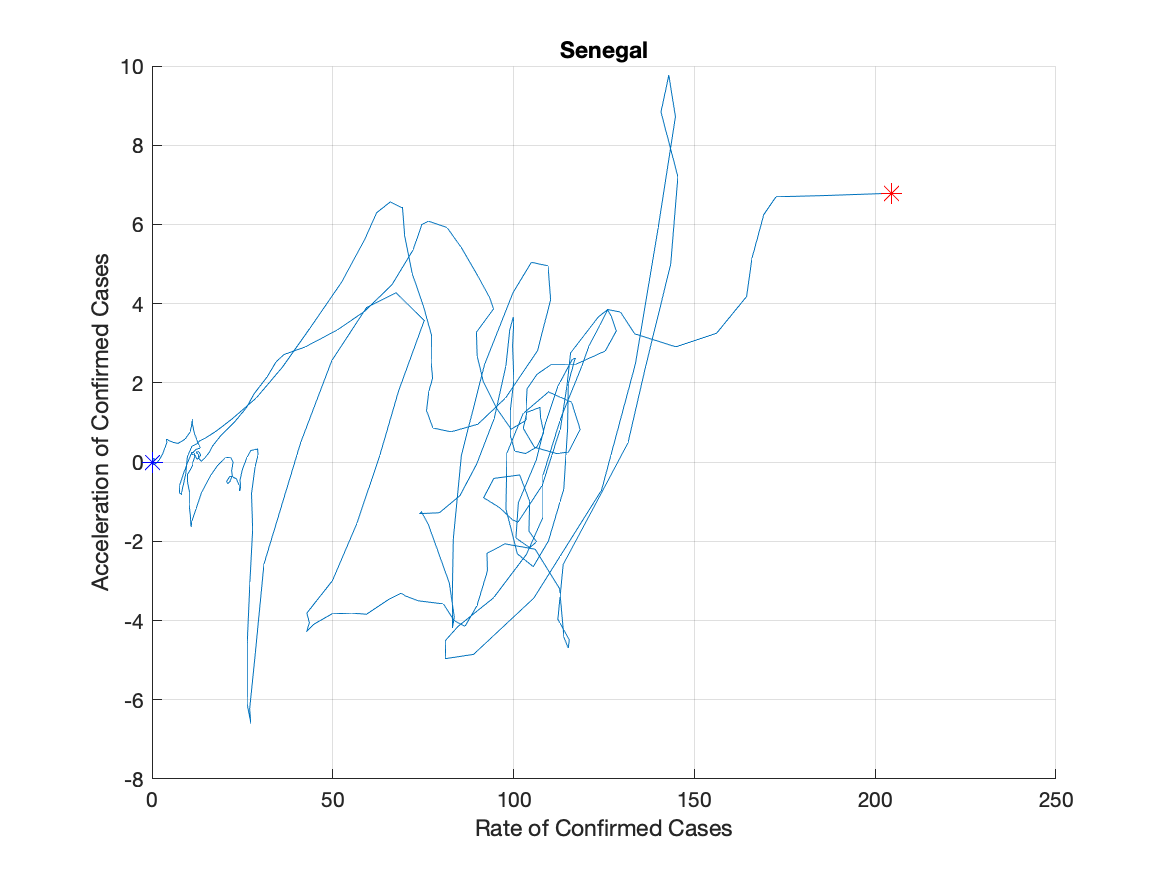 Senegal
10
8
6
4
2
0
-2
-4
-6
-8
Acceleration of Confirmed Cases
0 50 100 150 200 250
Rate of Confirmed Cases